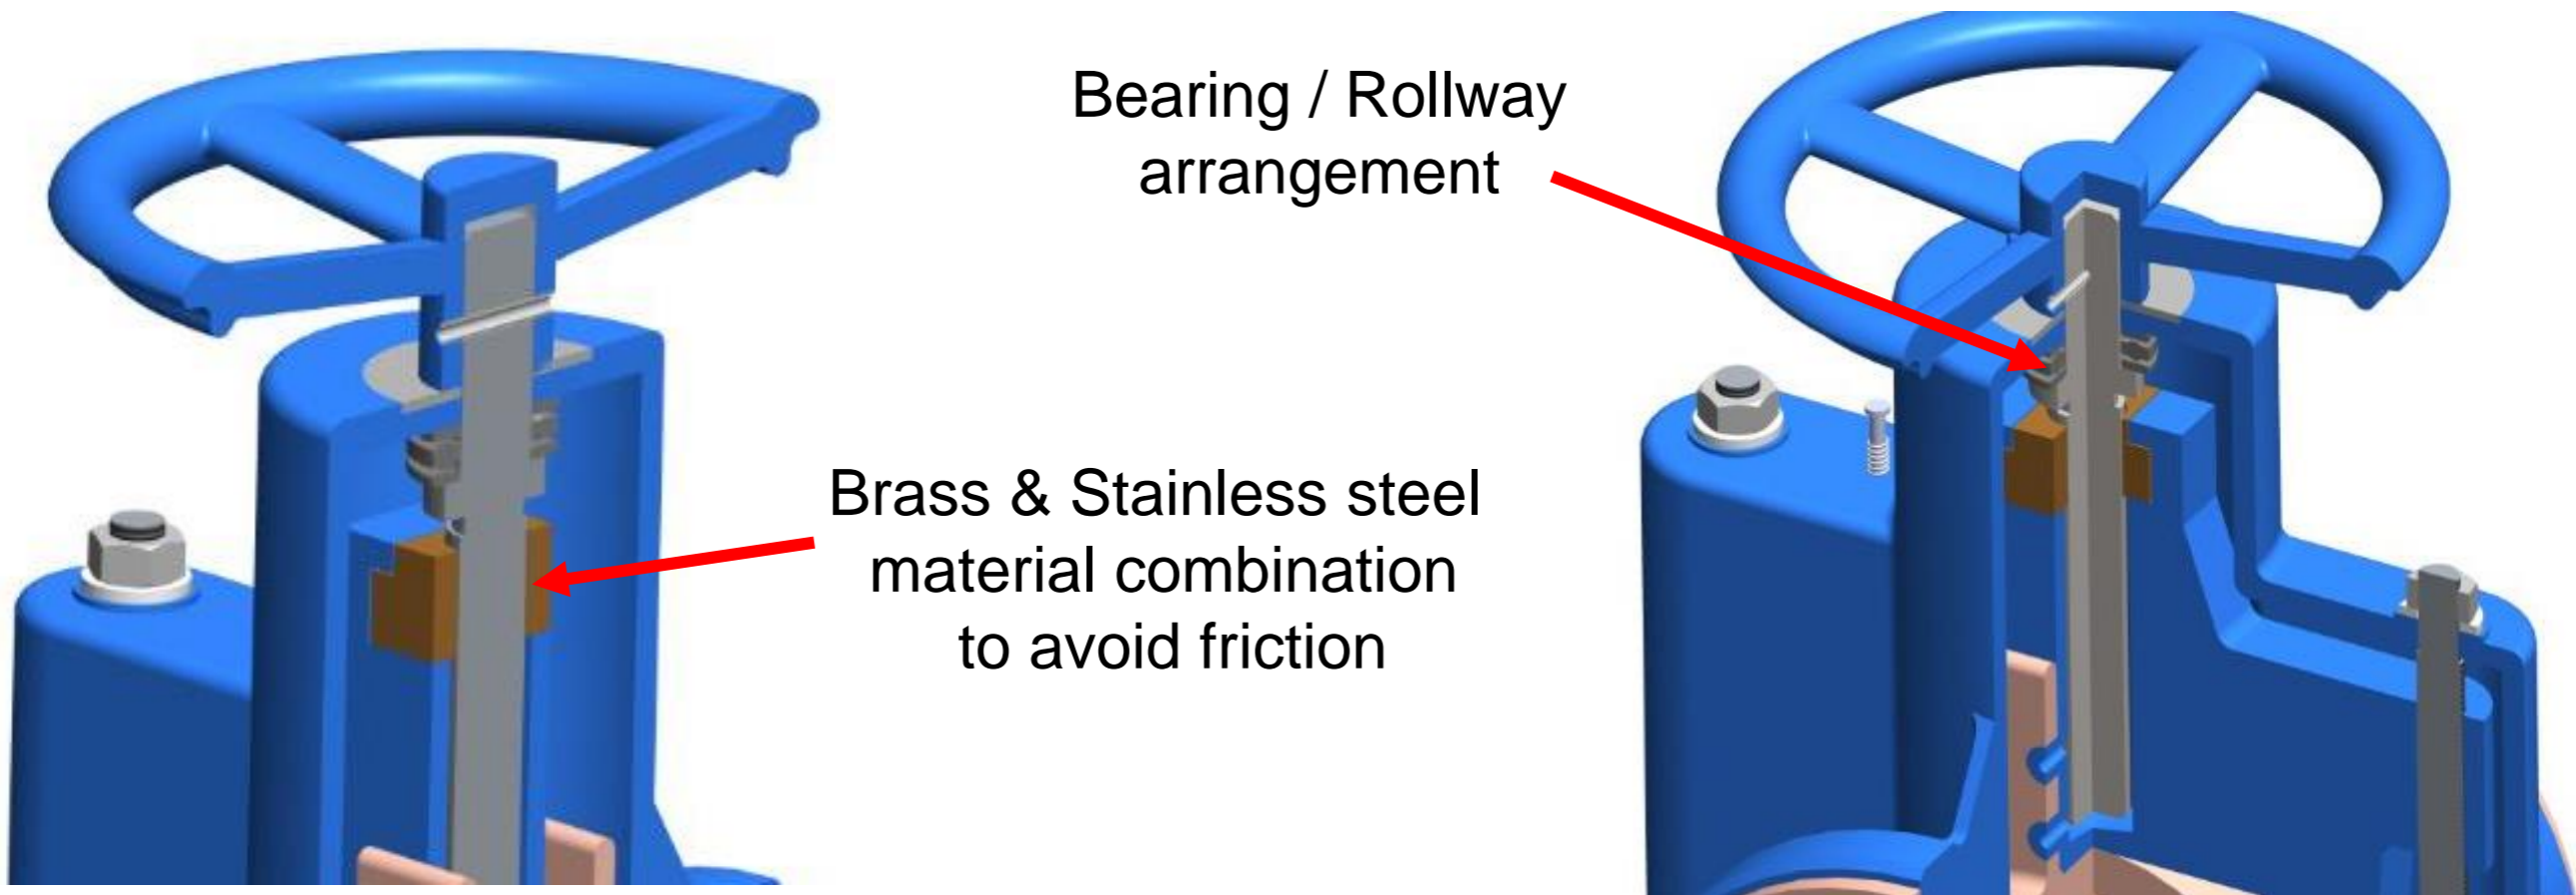 Bearing / Rollway
arrangement
Brass & Stainless steel
material combination
to avoid friction